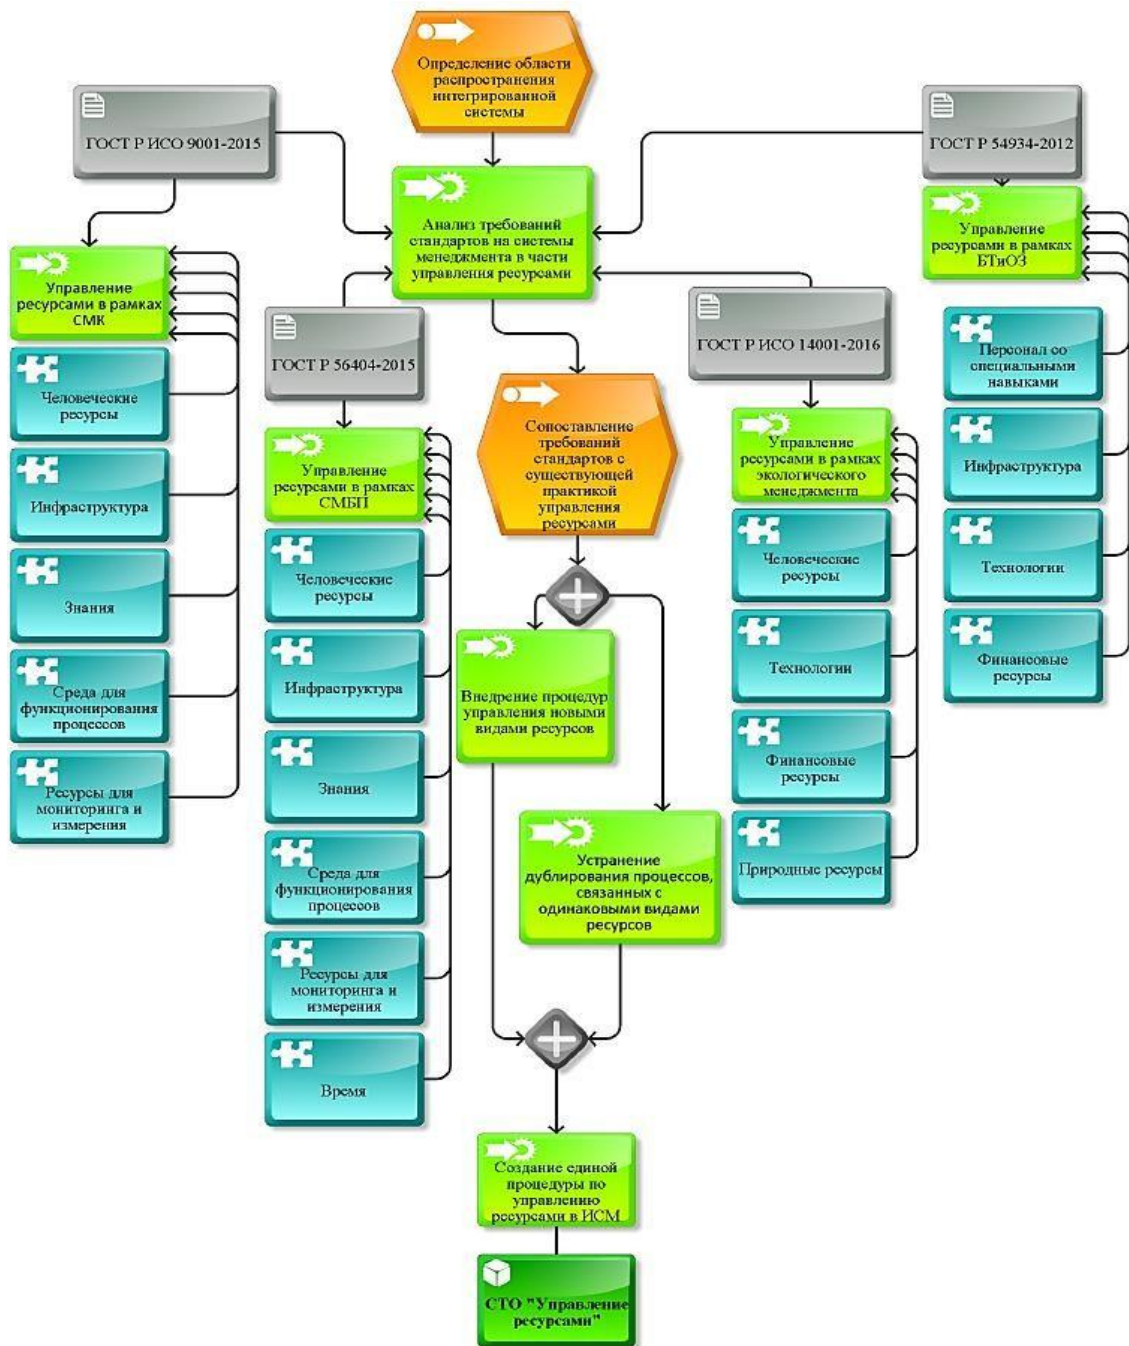 Определение области
распространения
интегрированной
системы
ГОСТ Р ИСО 9001-2015
ГОСТ Р 54934-2012
Анализ требований
стандартов на системы
менеджмента в части
управления ресурсами
Управление
ресурсами в рамках
БТиОЗ
Управление
ресурсами в рамках
СМК
ГОСТ Р 56404-2015
ГОСТ Р ИСО 14001-2016
Человеческие
ресурсы
Инфраструктура
Знания
Среда для
функционирования
процессов
Ресурсы для
мониторинга и
измерения
Управление
ресурсами в рамках
СМБП
Человеческие
ресурсы
Инфраструктура
Знания
Среда для
функционирования
процессов
Ресурсы для
мониторинга и
измерения
Время
Сопоставление
требований
стандартов с
существующей
практикой
управления
ресурсами
Внедрение процедур
управления новыми
видами ресурсов
Устранение
дублирования процессов,
связанных с
одинаковыми видами
ресурсов
Управление
ресурсами в рамках
экологического
менеджмента
Человеческие
ресурсы
Технологии
Финансовые
ресурсы
Природные ресурсы
Персонал со
специальными
навыками
Инфраструктура
Технологии
Финансовые
ресурсы
Создание единой
процедуры по
управлению
ресурсами в ИСМ
СТО "Управление
ресурсами"